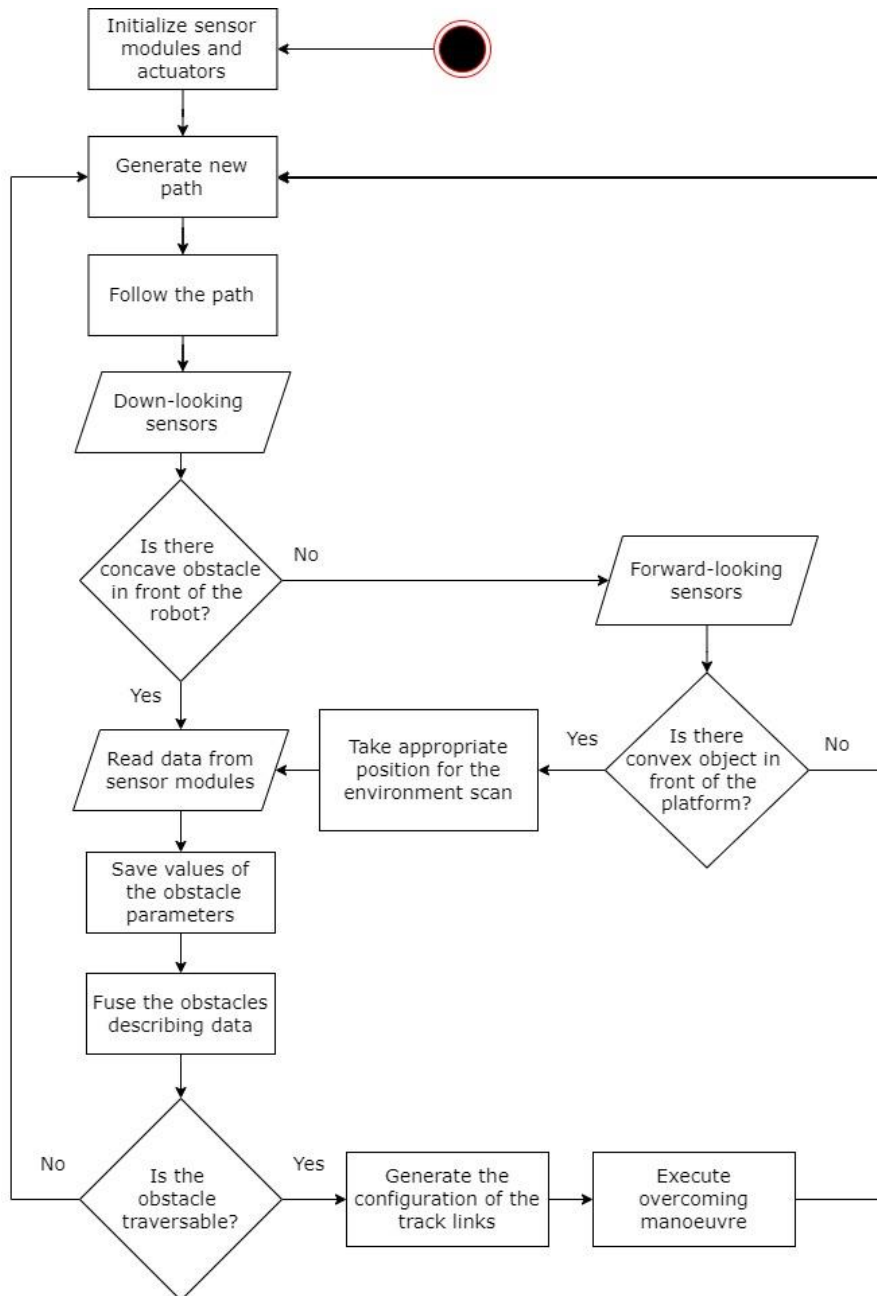 Initialize sensor
modules and
actuators
Generate new
path
Follow the path
Down-looking
sensors
Is there
concave obstacle
in front of the
robot?
No
Yes
Forward-looking
sensors
Is there
convex object in
front of the
platform?
Yes
No
Take appropriate
position for the
environment scan
Read data from
sensor modules
Save values of
the obstacle
parameters
Fuse the obstacles
describing data
Is the
obstacle
traversable?
No
Yes
Generate the
configuration of the
track links
Execute
overcoming
manoeuvre